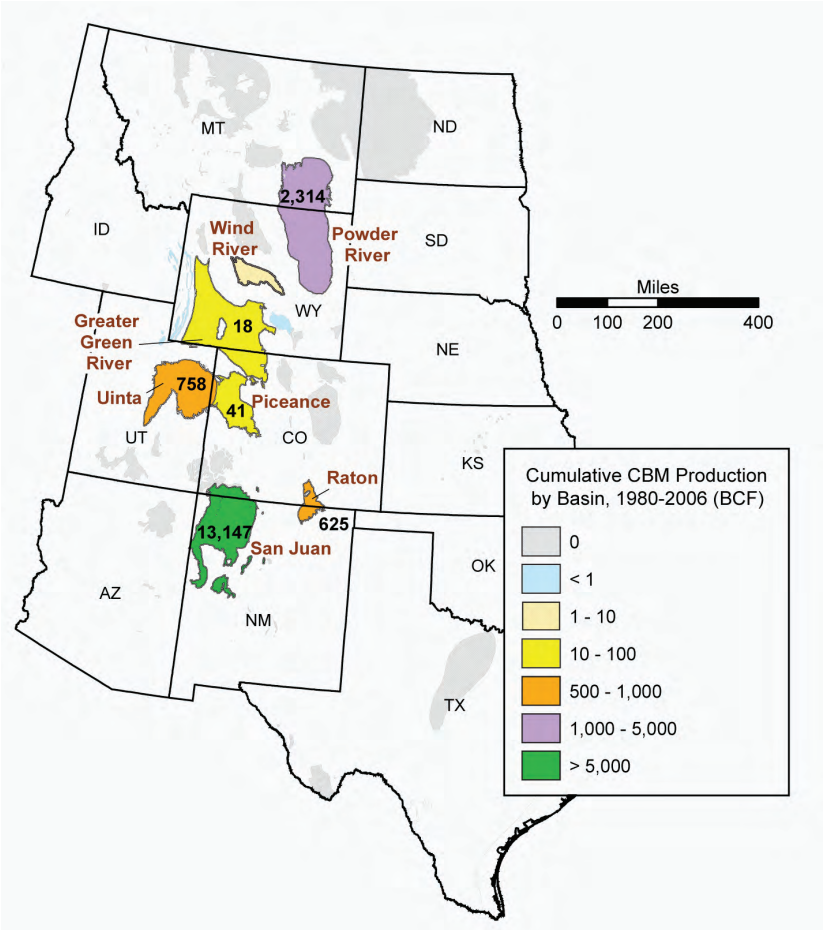 MT
ND
2,314
ID
Wind
River
Powder
River
SD
WY
Miles
0 100 200 400
Greater
Green
River
18
NE
Uinta
758
41
Piceance
UT
CO
KS
Raton
13,147
625
San Juan
OK
AZ
NM
TX
Cumulative CBM Production
by Basin, 1980-2006 (BCF)
0
< 1
1 - 10
10 - 100
500 - 1,000
1,000 - 5,000
> 5,000